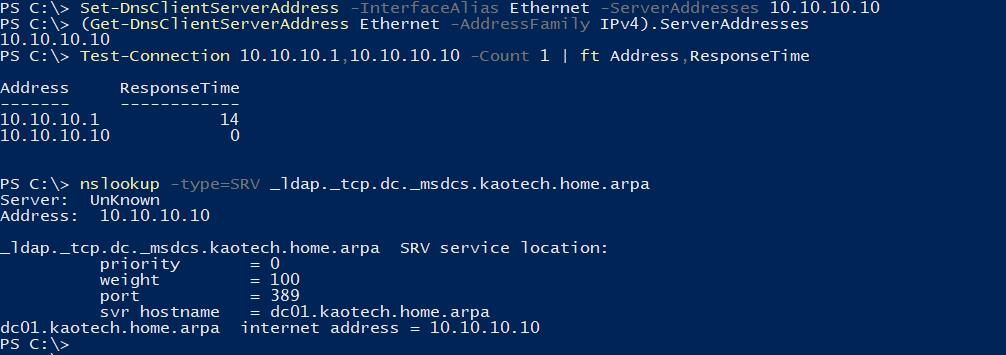 PS C:\> Set-DnsClientServerAddress -InterfaceAlias Ethernet -ServerAddresses 10.10.10.10
PS C:\> (Get-DnsClientServerAddress Ethernet -AddressFamily IPv4).ServerAddresses
10.10.10.10
PS C:\> Test-Connection 10.10.10.1,10.10.10.10 -Count 1 | ft Address,ResponseTime
Address     ResponseTime
-------     ------------
10.10.10.1            14
10.10.10.10            0
PS C:\> nslookup -type=SRV _ldap._tcp.dc._msdcs.kaotech.home.arpa
Server:  UnKnown
Address:  10.10.10.10
_ldap._tcp.dc._msdcs.kaotech.home.arpa  SRV service location:
          priority       = 0
          weight         = 100
          port           = 389
          svr hostname   = dc01.kaotech.home.arpa
dc01.kaotech.home.arpa  internet address = 10.10.10.10
PS C:\>